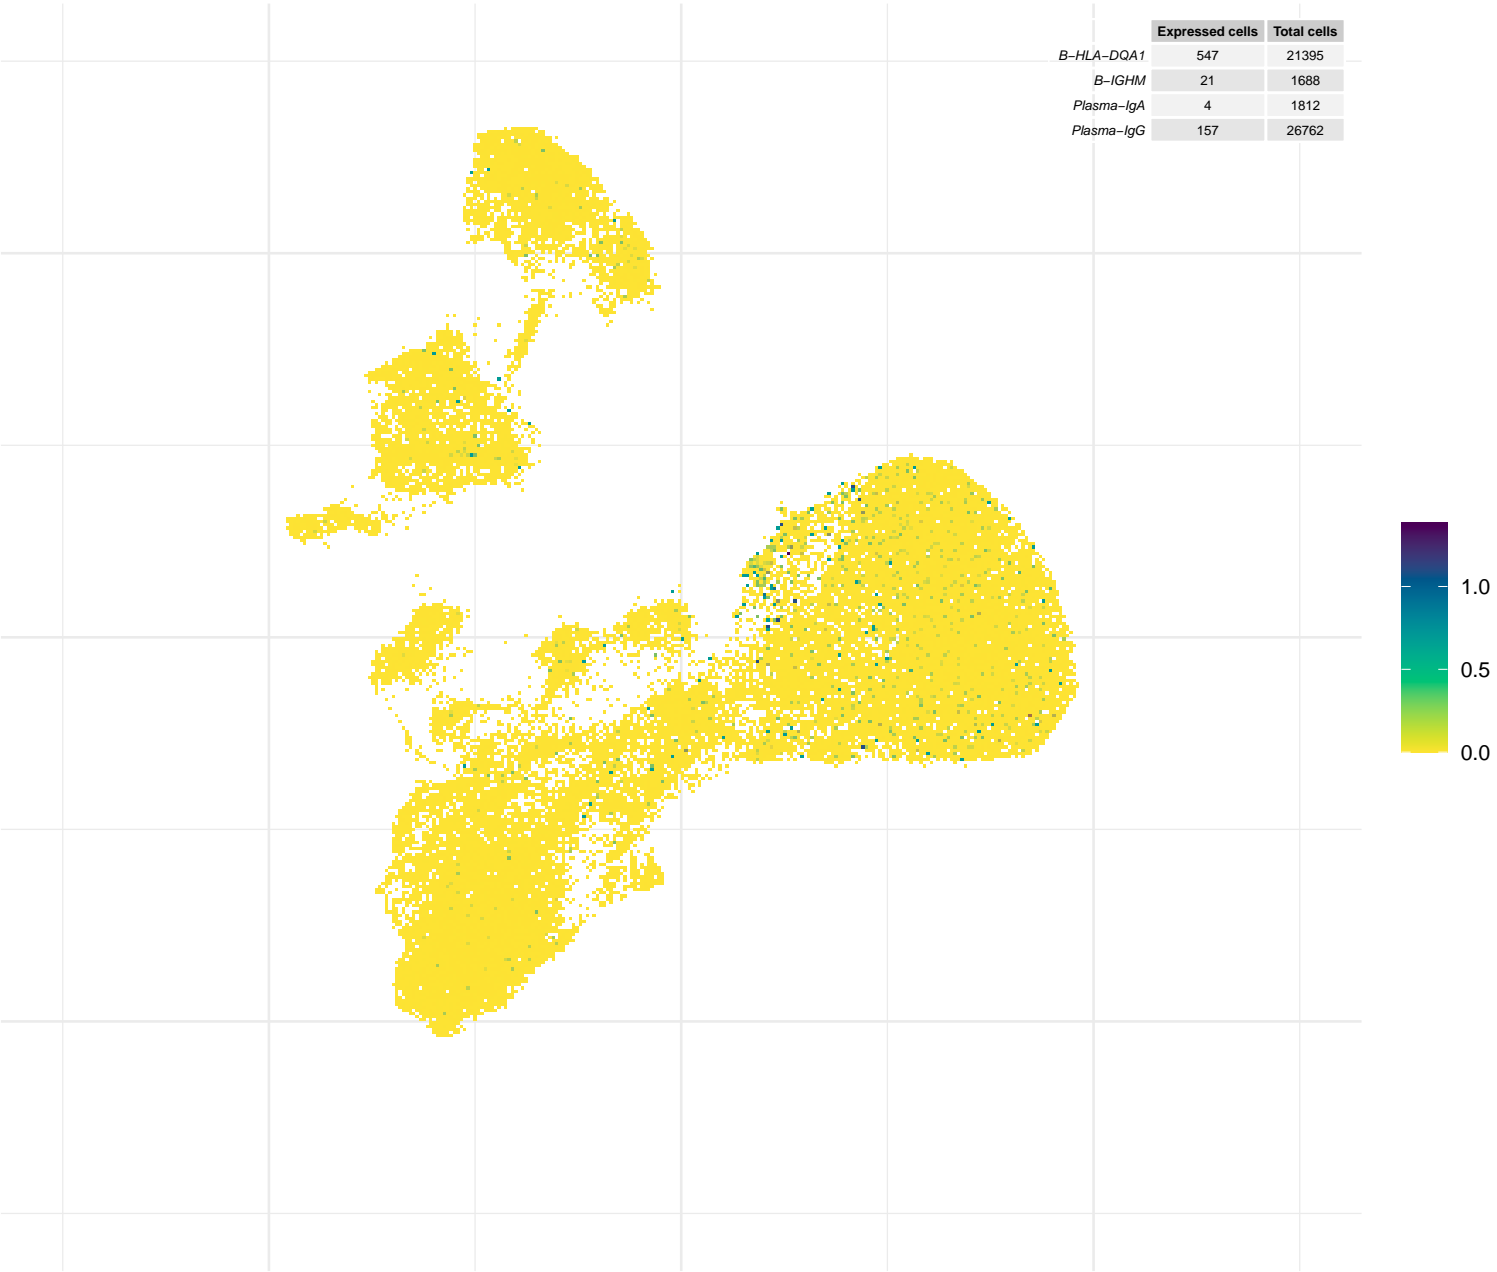 Expressed cells Total cells
B−HLA−DQA1 547 21395
B−IGHM 21 1688
Plasma−IgA 4 1812
Plasma−IgG 157 26762
1.0
0.5
0.0